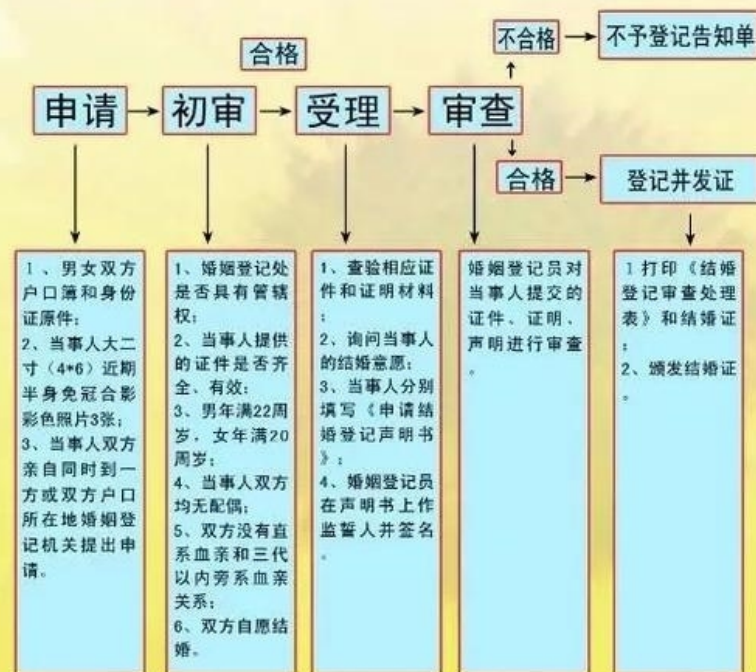 合格
不合格
不予登记告知单
申请
初审
受理
审查
合格
登记并发证
1、男女双方
户口簿和身份
证原件;
2、当事人大二
寸(4*6)近期
半身免冠合影
彩色照片3张;
3、当事人双方
亲自同时到一
方或双方户口
所在地婚姻登
记机关提出申
请。
1、婚姻登记处
是否具有管辖
权;
2、当事人提供
的证件是否齐
全、有效;
3、男年满22周
岁，女年满20
周岁;
4、当事人双方
均无配偶;
5、双方没有直
系血亲和三代
以内旁系血亲
关系;
6、双方自愿结
婚。
1、查验相应证
件和证明材料
;
2、询问当事人
的结婚意愿;
3、当事人分别
填写《申请结
婚登记声明书
》;
4、婚姻登记员
在声明书上作
监誓人并签名
。
婚姻登记员对
当事人提交的
证件、证明、
声明进行审查
。
1打印《结婚
登记审查处理
表》和结婚证
;
2、颁发结婚证
。